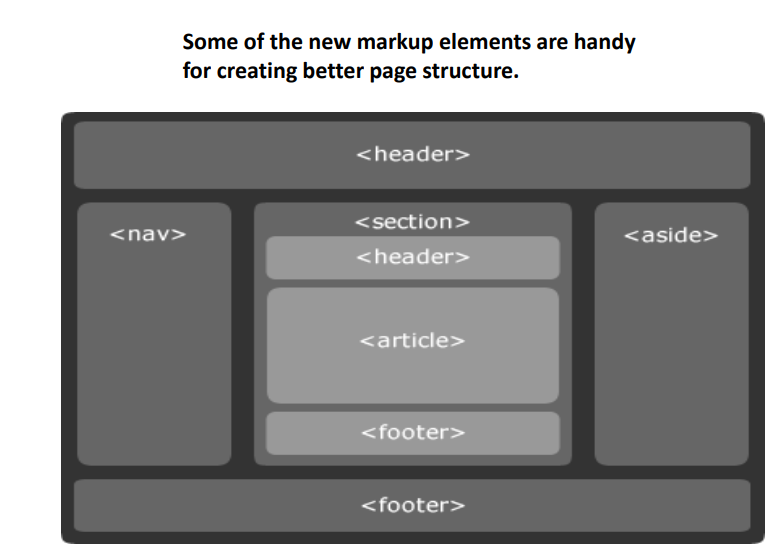 Some of the new markup elements are handy
for creating better page structure.
<header>
<nav>
<section>
<header>
<article>
<footer>
<aside>
<footer>